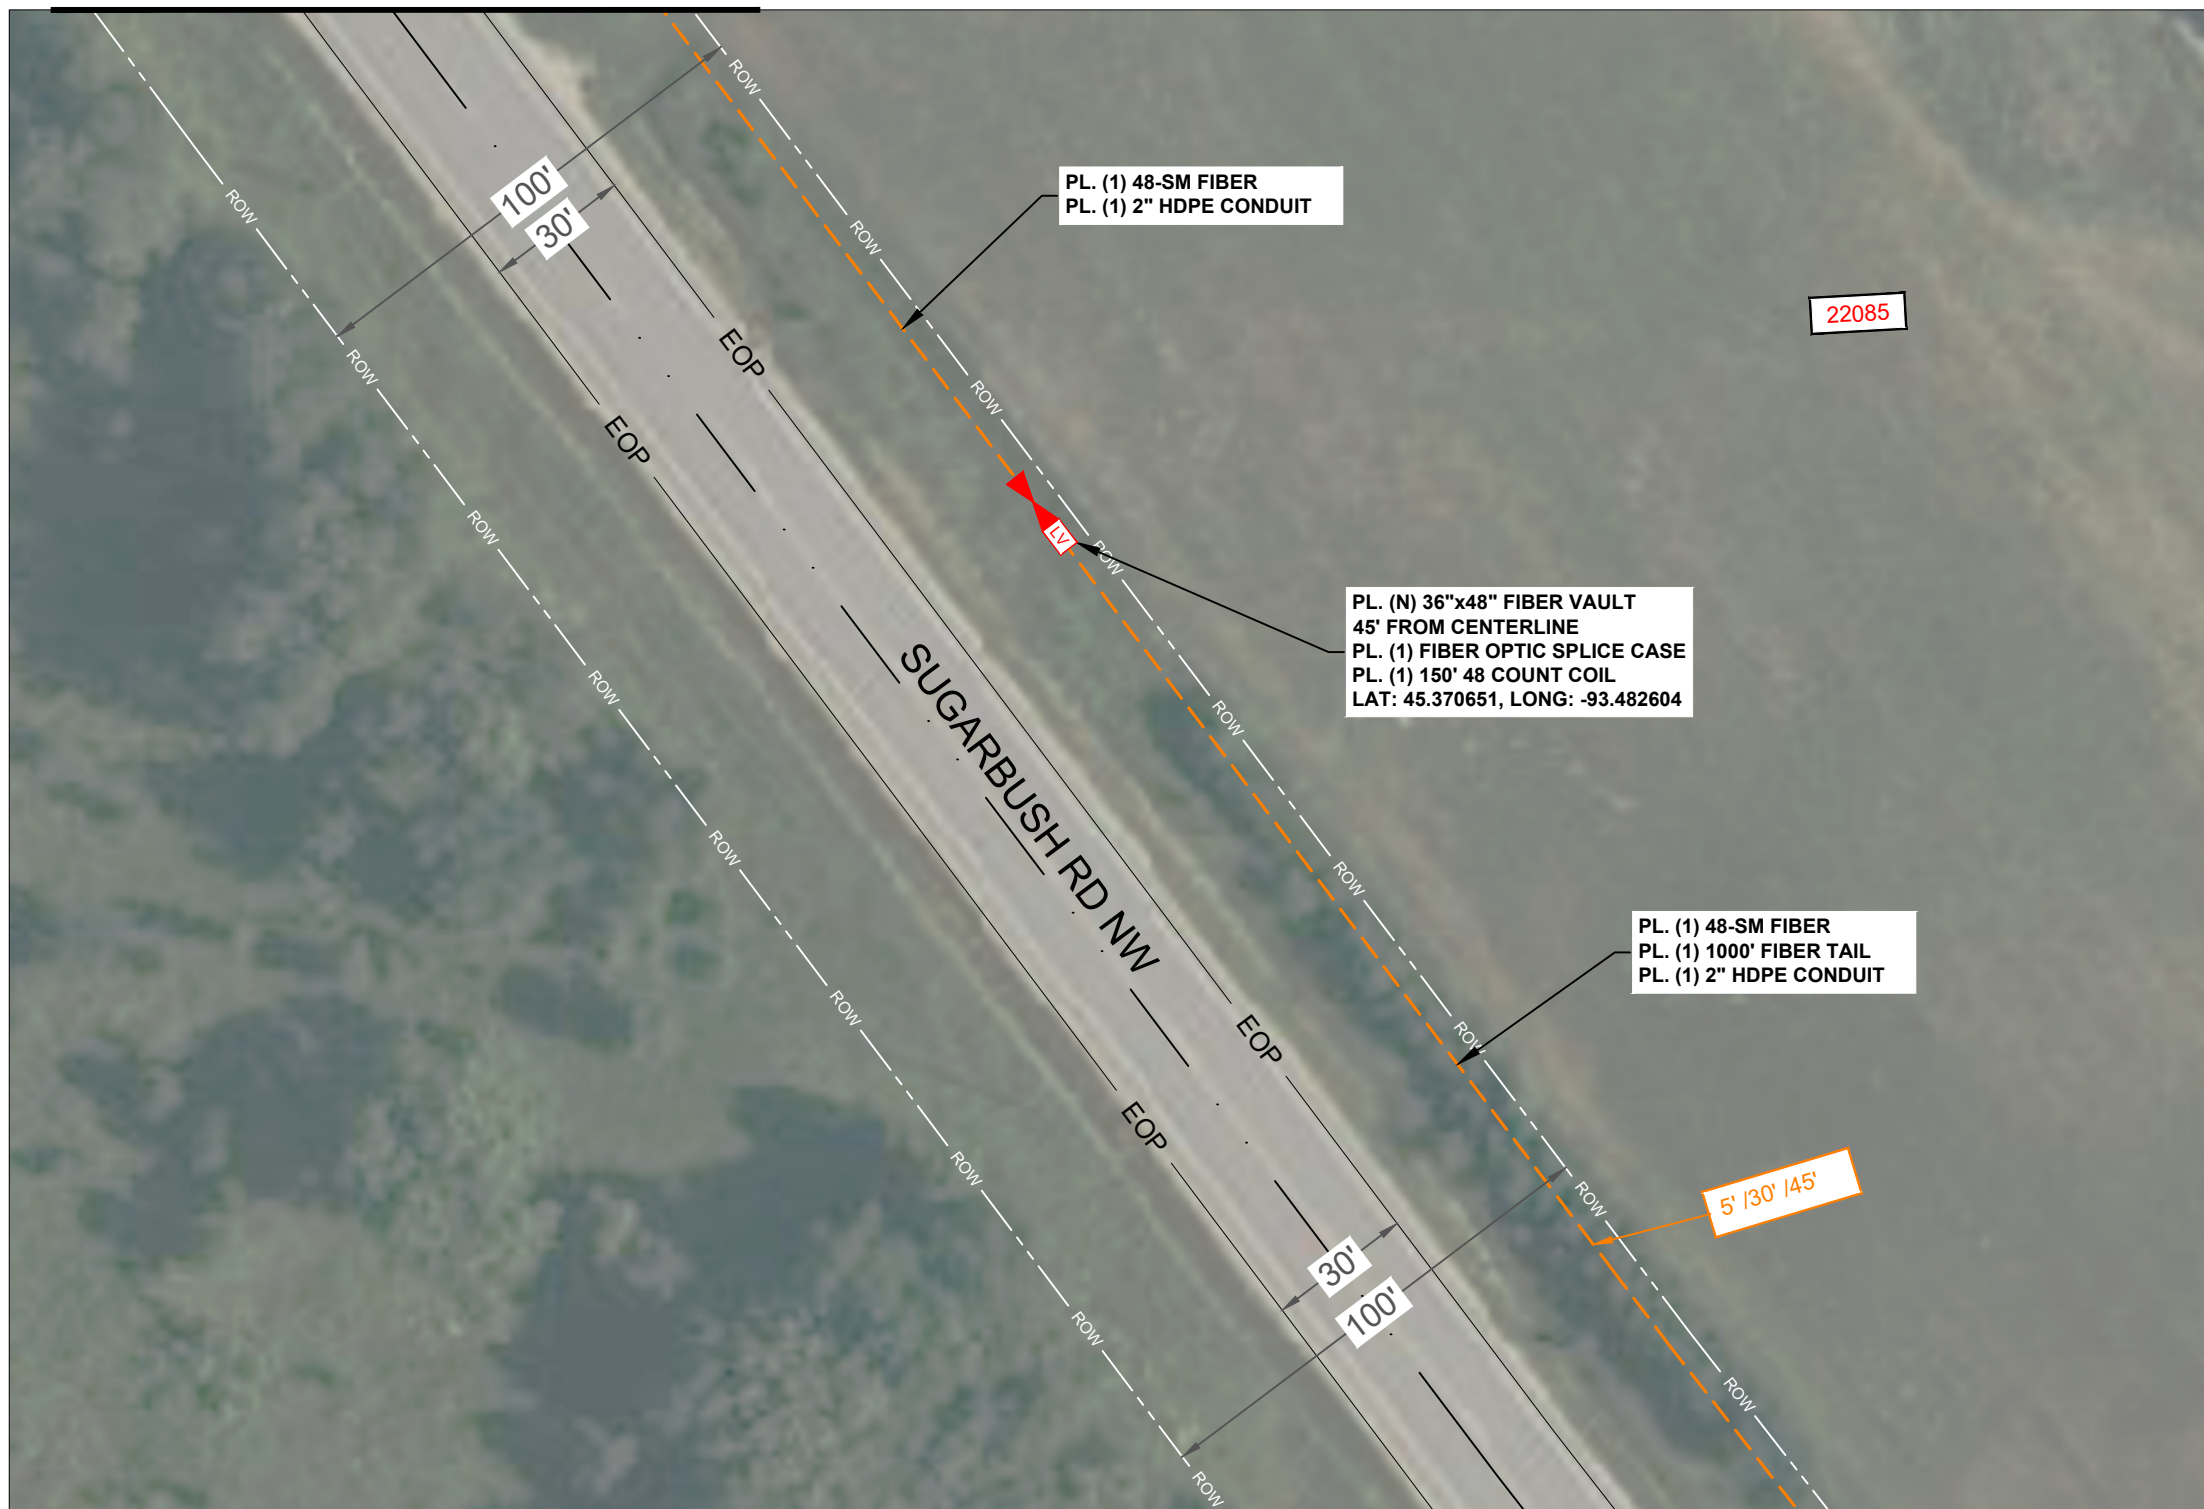 ROW
ROW
100'
30'
PL. (1) 48-SM FIBER
PL. (1) 2" HDPE CONDUIT
ROW
22085
EOP
ROW
ROW
EOP
ROW
LV
ROW
PL. (N) 36"x48" FIBER VAULT
45' FROM CENTERLINE
PL. (1) FIBER OPTIC SPLICE CASE
PL. (1) 150' 48 COUNT COIL
LAT: 45.370651, LONG: -93.482604
ROW
ROW
SUGARBUSH RD NW
ROW
ROW
PL. (1) 48-SM FIBER
PL. (1) 1000' FIBER TAIL
PL. (1) 2" HDPE CONDUIT
ROW
EOP
ROW
EOP
ROW
ROW
5' /30' /45'
30'
100'
ROW
ROW
ROW